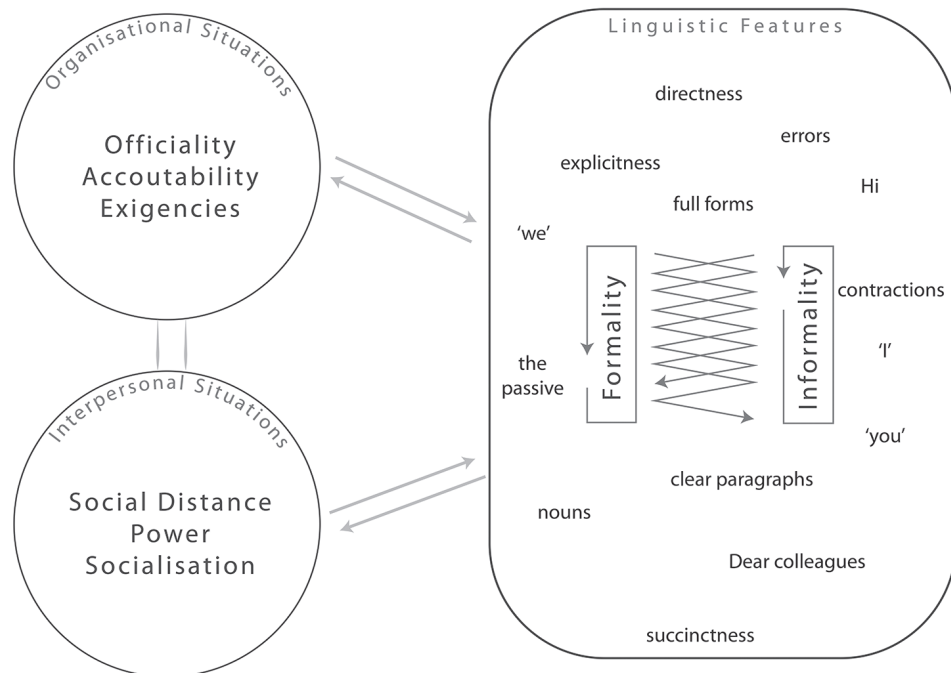 Organisational Situations
Officiality
Accoutability
Exigencies
Interpersonal Situations
Social Distance
Power
Socialisation
Linguistic Features
directness
errors
explicitness
Hi
full forms
‘we’
Formality
Informality
contractions
‘I’
the
passive
‘you’
clear paragraphs
nouns
Dear colleagues
succinctness